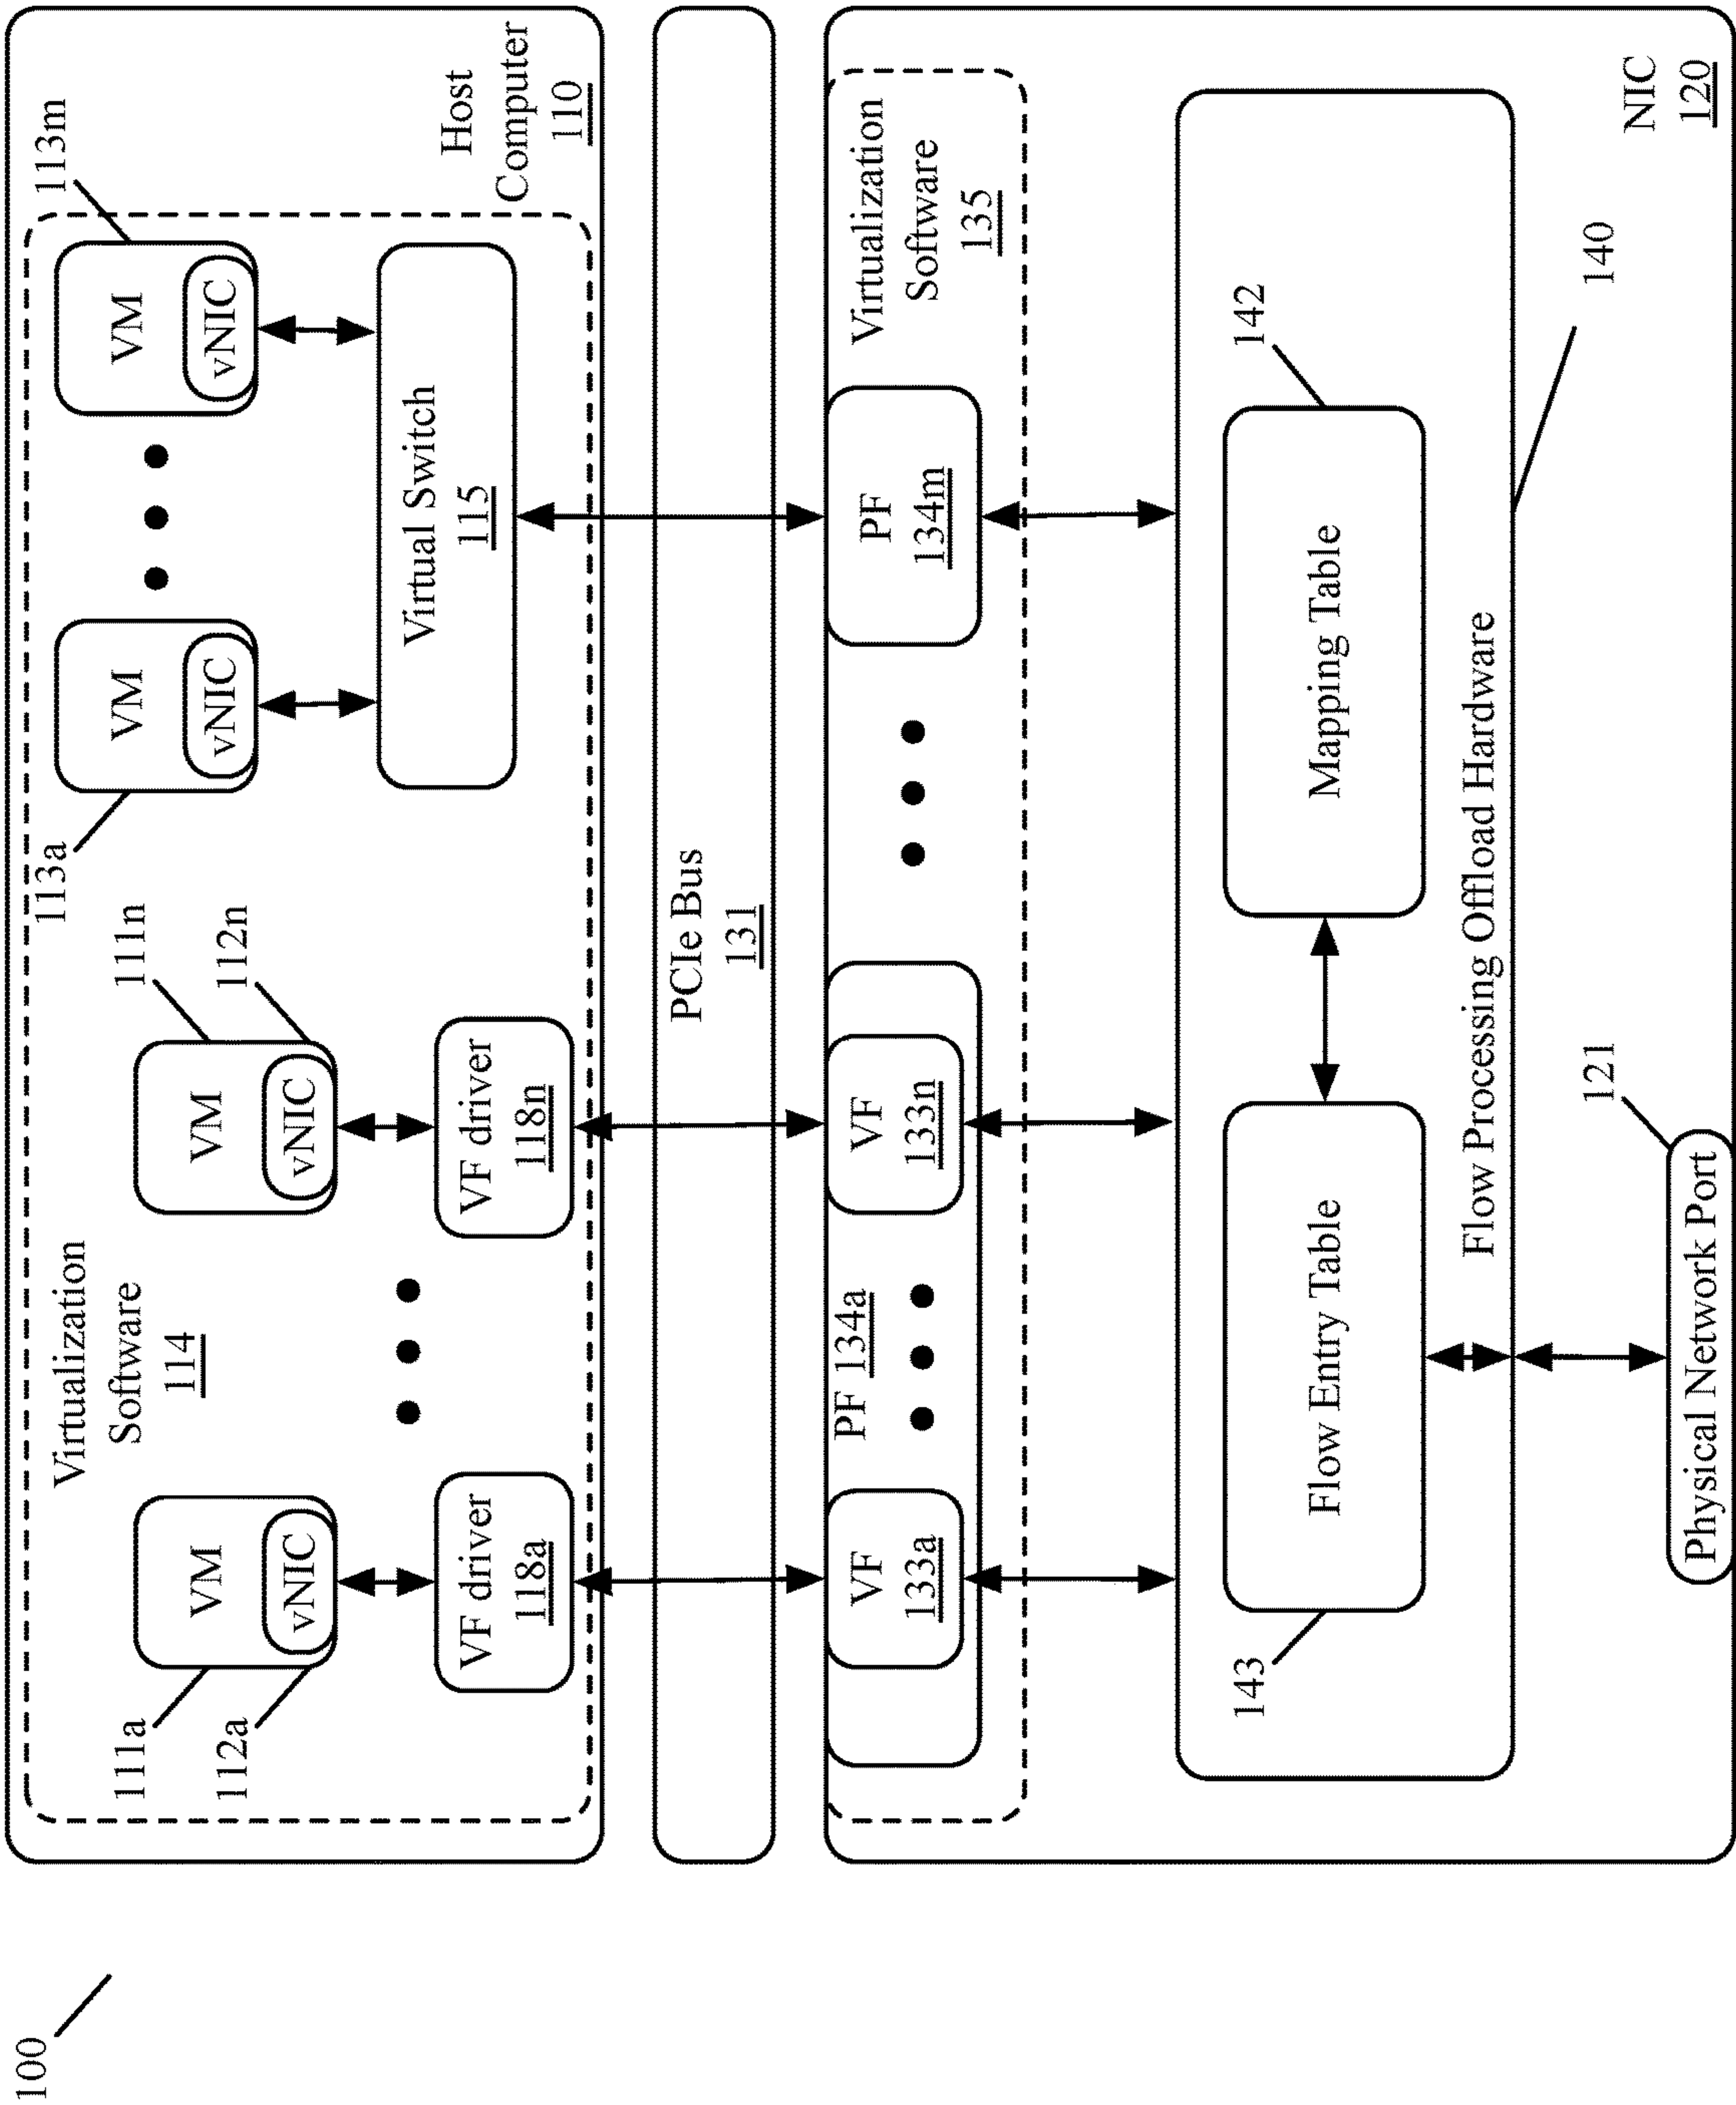 100
111a
112a
VM
vNIC
Virtualization
Software
114
111n
112n
VM
vNIC
113a
VM
vNIC
113m
VM
vNIC
VF driver
118a
VF driver
118n
Virtual Switch
115
Host
Computer
110
PCIe Bus
131
VF
133a
PF 134a
VF
133n
PF
134m
Virtualization
Software
135
143
Flow Entry Table
142
Mapping Table
Flow Processing Offload Hardware
140
121
Physical Network Port
NIC
120